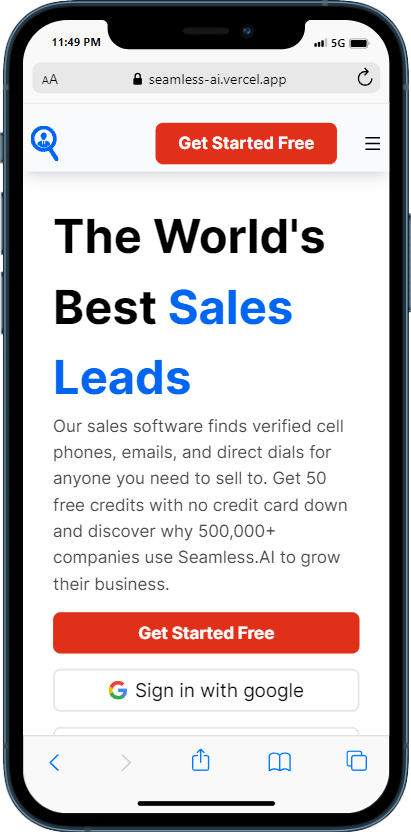 11:49 PM 5G
AA seamless-ai.vercel.app
Get Started Free
The World's
Best Sales
Leads
Our sales software finds verified cell
phones, emails, and direct dials for
anyone you need to sell to. Get 50
free credits with no credit card down
and discover why 500,000+
companies use Seamless.AI to grow
their business.
Get Started Free
Sign in with google